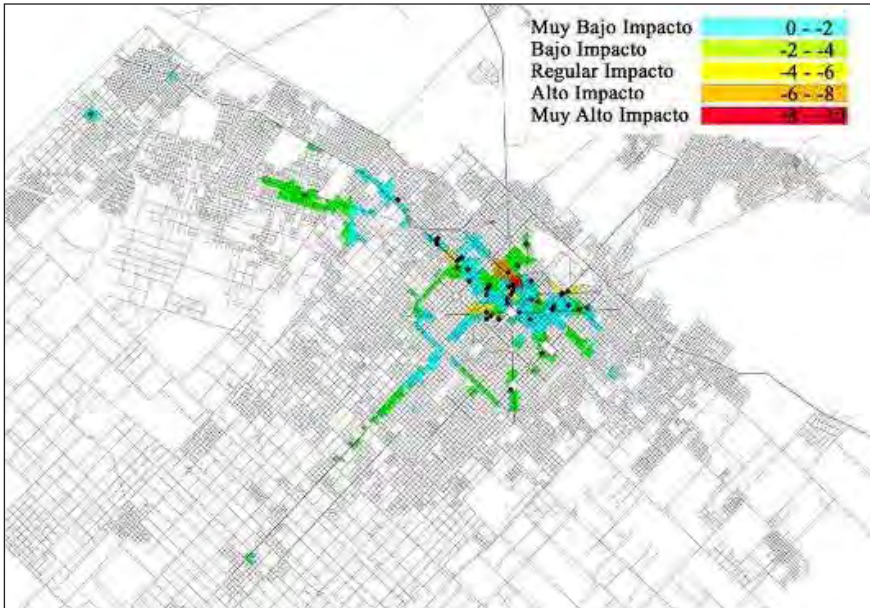 Muy Bajo Impacto 0 - -2
Bajo Impacto -2 - -4
Regular Impacto -4 - -6
Alto Impacto -6 - -8
Muy Alto Impacto